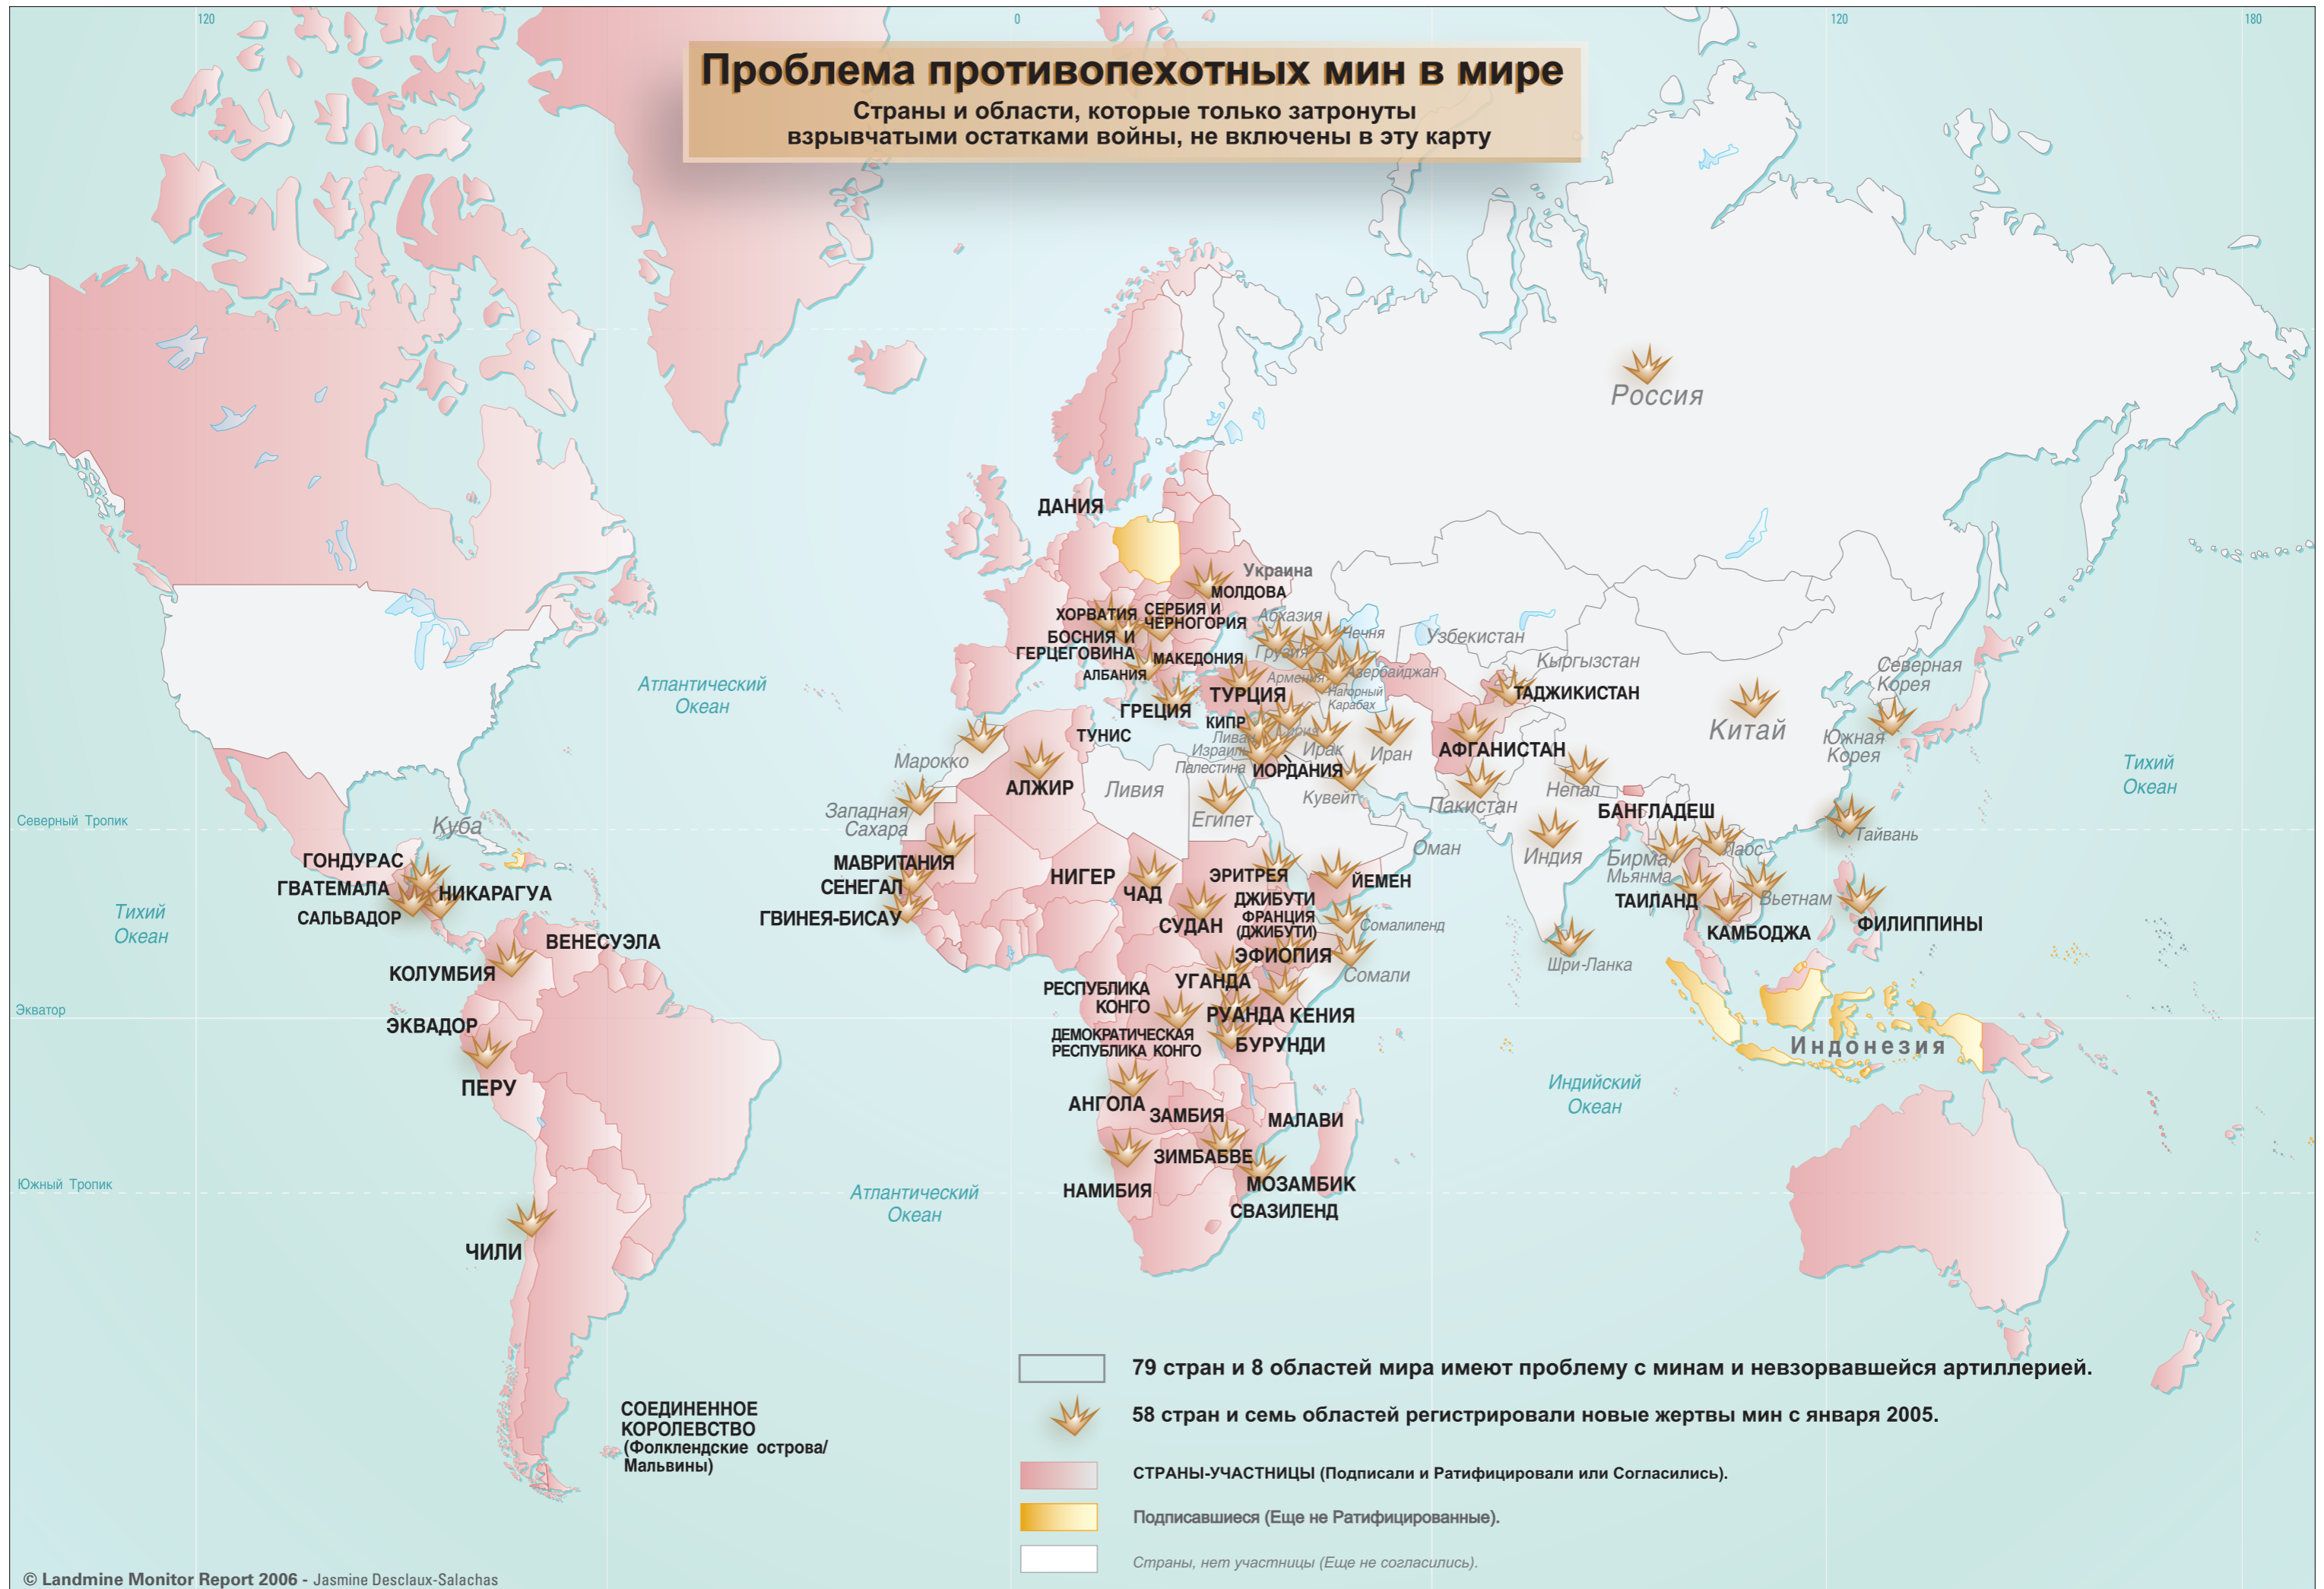 120
0
120
180
Проблема противопехотных мин в мире
Страны и области, которые только затронуты
взрывчатыми остатками войны, не включены в эту карту
Россия
ДАНИЯ
Украина
МОЛДОВА
ХОРВАТИЯ
СЕРБИЯ И
ЧЕРНОГОРИЯ
БОСНИЯ И
ГЕРЦЕГОВИНА
МАКЕДОНИЯ
АЛБАНИЯ
ГРЕЦИЯ
Абхазия
Чечня
Грузия
Армения
Азербайджан
Нагорный
Карабах
ТУРЦИЯ
Узбекистан
Кыргызстан
ТАДЖИКИСТАН
Северная
Корея
Южная
Корея
Китай
Атлантический
Океан
Тихий
Океан
ТУНИС
КИПР
Ливан
Сирия
Израиль
Палестина
ИОРДАНИЯ
Ирак
Иран
Кувейт
АФГАНИСТАН
Пакистан
Непал
БАНГЛАДЕШ
Индия
Тайвань
Марокко
АЛЖИР
Ливия
Египет
Западная
Сахара
Оман
Северный Тропик
Куба
ГОНДУРАС
ГВАТЕМАЛА
НИКАРАГУА
САЛЬВАДОР
Тихий
Океан
МАВРИТАНИЯ
СЕНЕГАЛ
ГВИНЕЯ-БИСАУ
НИГЕР
ЧАД
СУДАН
ЭРИТРЕЯ
ДЖИБУТИ
ФРАНЦИЯ
(ДЖИБУТИ)
ЙЕМЕН
Сомалиленд
ЭФИОПИЯ
Сомали
Бирма/
Мьянма
Лаос
ТАИЛАНД
Вьетнам
КАМБОДЖА
ФИЛИППИНЫ
Шри-Ланка
ВЕНЕСУЭЛА
КОЛУМБИЯ
УГАНДА
РЕСПУБЛИКА
КОНГО
РУАНДА
КЕНИЯ
ДЕМОКРАТИЧЕСКАЯ
РЕСПУБЛИКА КОНГО
БУРУНДИ
Экватор
ЭКВАДОР
ПЕРУ
Индонезия
Индийский
Океан
АНГОЛА
ЗАМБИЯ
МАЛАВИ
ЗИМБАБВЕ
НАМИБИЯ
МОЗАМБИК
СВАЗИЛЕНД
Южный Тропик
Атлантический
Океан
ЧИЛИ
СОЕДИНЕННОЕ
КОРОЛЕВСТВО
(Фолклендские острова/
Мальвины)
79 стран и 8 областей мира имеют проблему с минам и невзорвавшейся артиллерией.
58 стран и семь областей регистрировали новые жертвы мин с января 2005.
СТРАНЫ-УЧАСТНИЦЫ (Подписали и Ратифицировали или Согласились).
Подписавшиеся (Еще не Ратифицированные).
Страны, нет участницы (Еще не согласились).
© Landmine Monitor Report 2006 - Jasmine Desclaux-Salachas